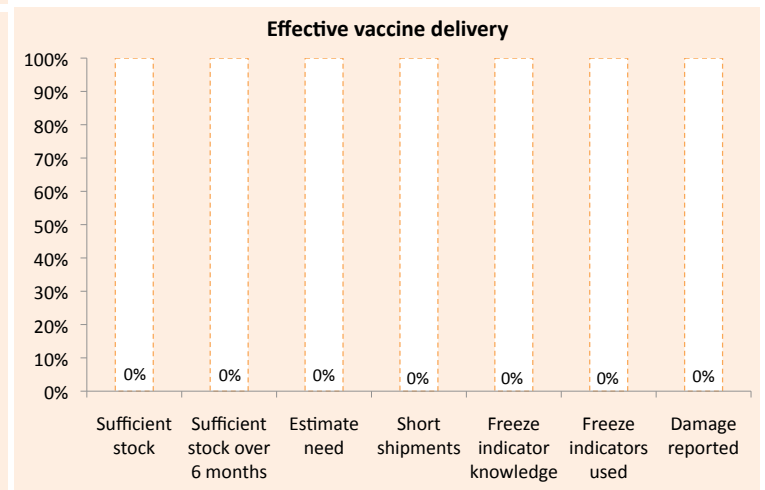 Effective vaccine delivery
100%
90%
80%
70%
60%
50%
40%
30%
20%
10%
0%
0% 0% 0% 0% 0% 0% 0%
Sufficient stock
Sufficient stock over 6 months
Estimate need
Short shipments
Freeze indicator knowledge
Freeze indicators used
Damage reported